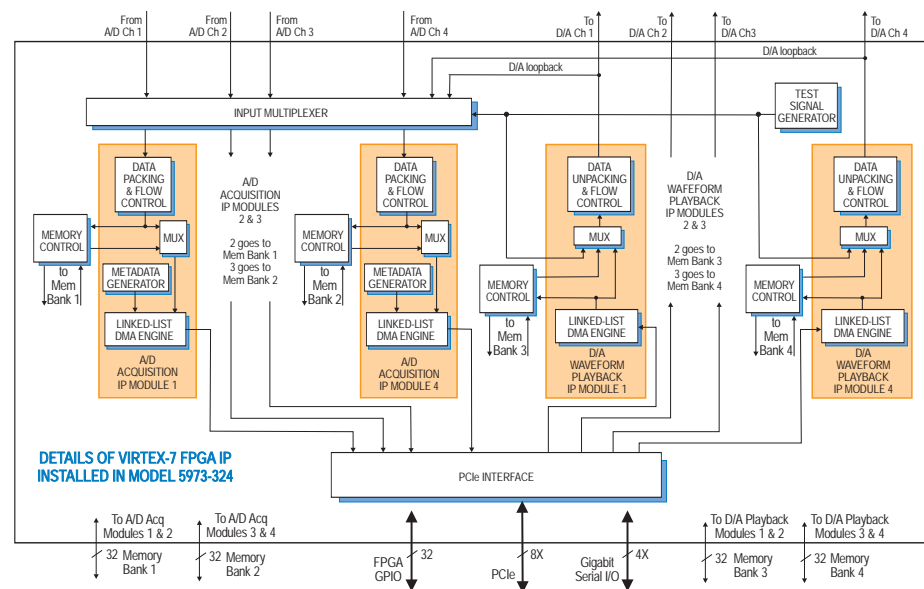 From
A/D Ch 1
From
A/D Ch 2
From
A/D Ch 3
From
A/D Ch 4
To
D/A Ch 1
To
D/A Ch 2
To
D/A Ch3
To
D/A Ch 4
D/A loopback
D/A loopback
INPUT MULTIPLEXER
TEST
SIGNAL
GENERATOR
DATA
PACKING
& FLOW
CONTROL
MEMORY
CONTROL
MUX
to
Mem
Bank 1
METADATA
GENERATOR
LINKED-LIST
DMA ENGINE
A/D
ACQUISITION
IP MODULE 1
A/D
ACQUISITION
IP MODULES
2 & 3
2 goes to
Mem Bank 1
3 goes to
Mem Bank 2
DATA
PACKING
& FLOW
CONTROL
MEMORY
CONTROL
MUX
to
Mem
Bank 2
METADATA
GENERATOR
LINKED-LIST
DMA ENGINE
A/D
ACQUISITION
IP MODULE 4
DATA
UNPACKING
& FLOW
CONTROL
MUX
MEMORY
CONTROL
to
Mem
Bank 3
LINKED-LIST
DMA ENGINE
D/A
WAVEFORM
PLAYBACK
IP MODULE 1
D/A
WAFEFORM
PLAYBACK
IP MODULES
2 & 3
2 goes to
Mem Bank 3
3 goes to
Mem Bank 4
DATA
UNPACKING
& FLOW
CONTROL
MUX
MEMORY
CONTROL
to
Mem
Bank 4
LINKED-LIST
DMA ENGINE
D/A
WAVEFORM
PLAYBACK
IP MODULE 4
DETAILS OF VIRTEX-7 FPGA IP
INSTALLED IN MODEL 5973-324
PCIe INTERFACE
To A/D Acq
Modules 1 & 2
32 Memory
Bank 1
To A/D Acq
Modules 3 & 4
32 Memory
Bank 2
FPGA
GPIO
32
PCIe
8X
Gigabit
Serial I/O
4X
To D/A Playback
Modules 1 & 2
32 Memory
Bank 3
To D/A Playback
Modules 3 & 4
32 Memory
Bank 4